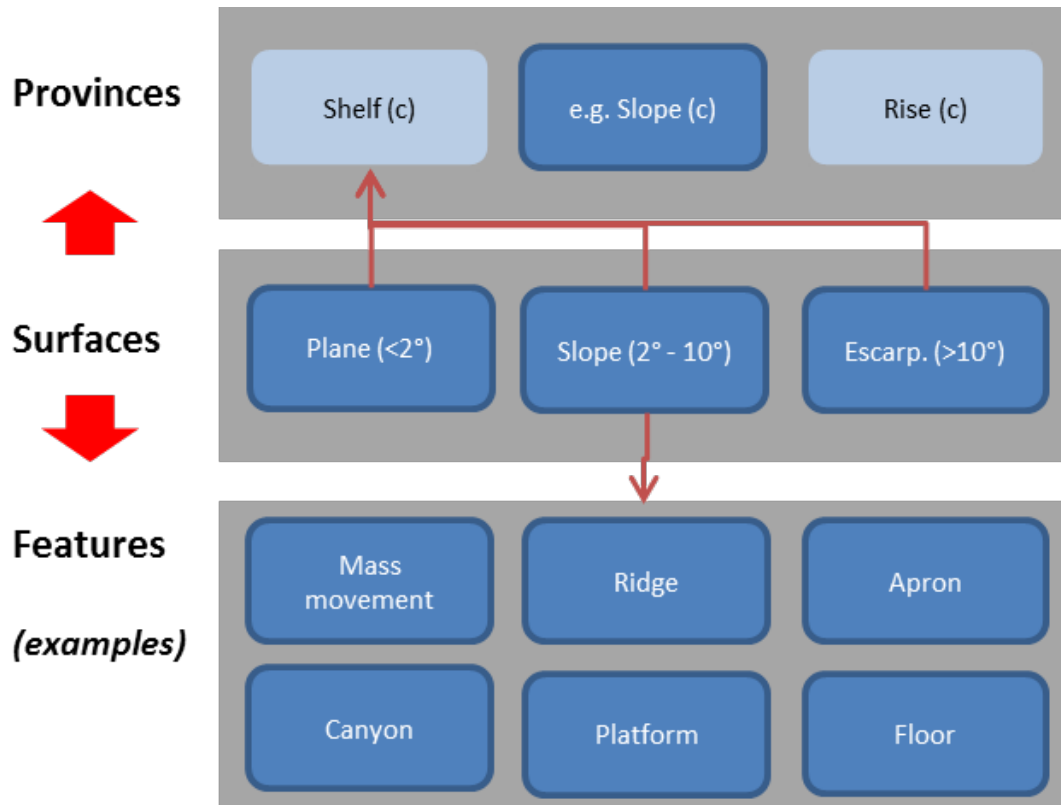 Provinces
Shelf (c)
e.g. Slope (c)
Rise (c)
Surfaces
Plane (<2°)
Slope (2° - 10°)
Escarp. (>10°)
Features
(examples)
Mass
movement
Ridge
Apron
Canyon
Platform
Floor